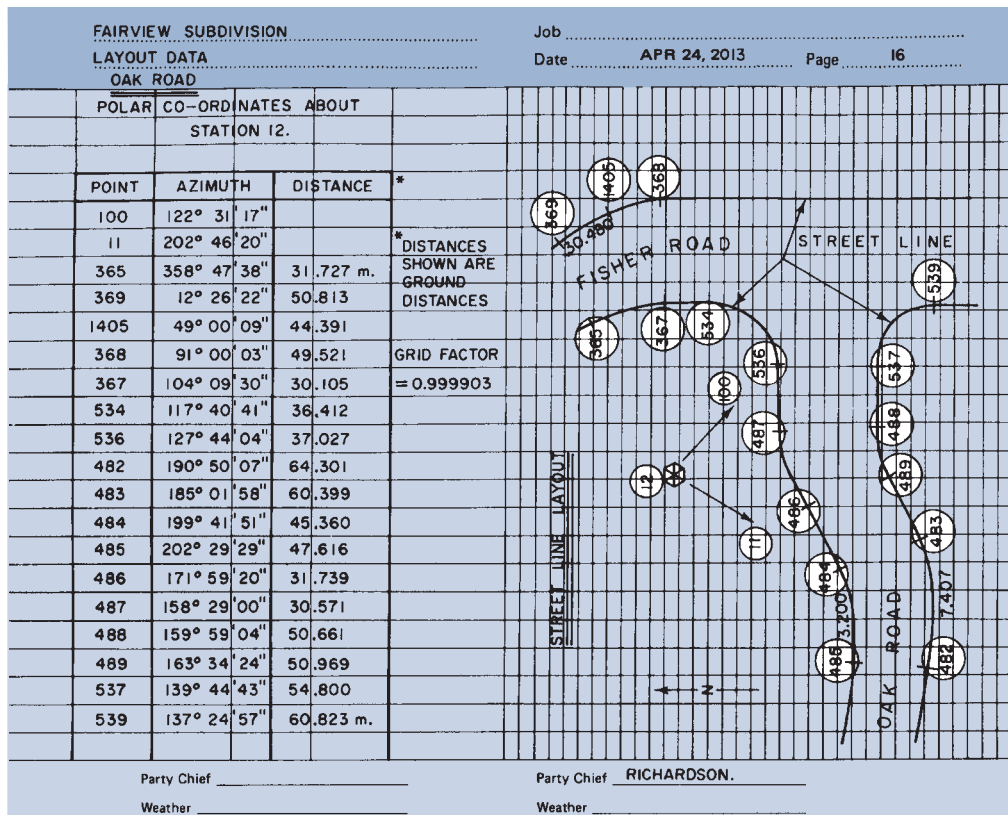 FAIRVIEW SUBDIVISION
LAYOUT DATA
OAK ROAD
Job
Date APR 24, 2013 Page 16
POLAR CO-ORDINATES ABOUT
STATION 12.
POINT AZIMUTH DISTANCE *
100 122° 31' 17"
11 202° 46' 20"
365 358° 47' 38" 31.727 m.
369 12° 26' 22" 50.813
1405 49° 00' 09" 44.391
368 91° 00' 03" 49.521
367 104° 09' 30" 30.105
534 117° 40' 41" 36.412
536 127° 44' 04" 37.027
482 190° 50' 07" 64.301
483 185° 01' 58" 60.399
484 199° 41' 51" 45.360
485 202° 29' 29" 47.616
486 171° 59' 20" 31.739
487 158° 29' 00" 30.571
488 159° 59' 04" 50.661
489 163° 34' 24" 50.969
537 139° 44' 43" 54.800
539 137° 24' 57" 60.823 m.
*DISTANCES
SHOWN ARE
GROUND
DISTANCES
GRID FACTOR
= 0.999903
369
1405
368
30.480
FISHER ROAD
STREET LINE
539
365
367
534
536
537
100
487
488
12
489
486
11
483
484
STREET LINE LAYOUT
3.200
7.407
485
482
OAK ROAD
N
Party Chief
Weather
Party Chief RICHARDSON.
Weather